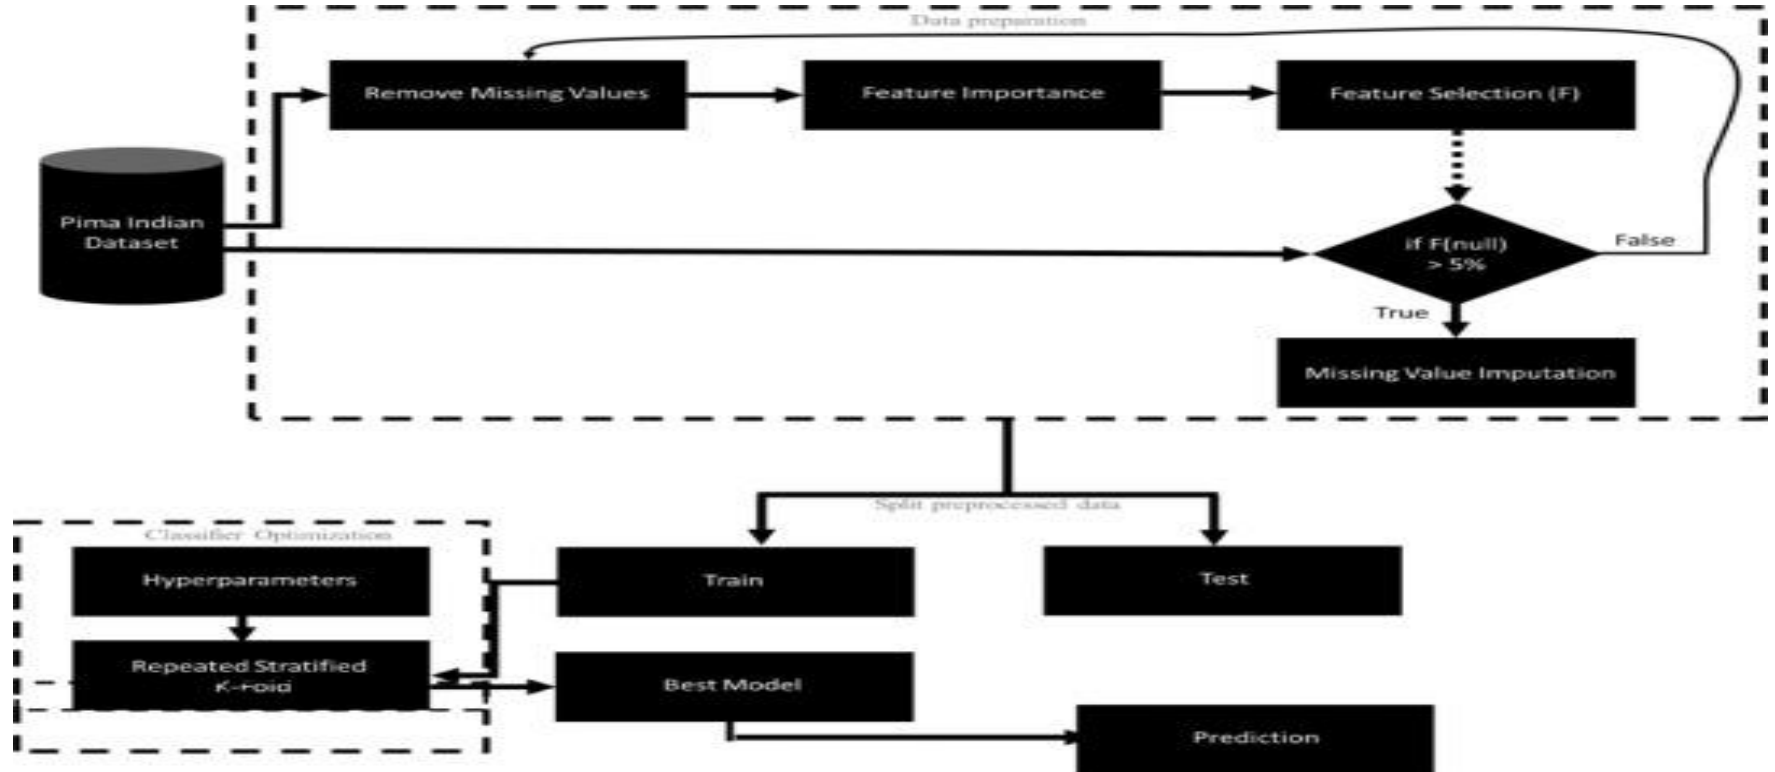 Data preparation
Remove Missing Values
Feature Importance
Feature Selection (F)
Pima Indian
Dataset
if F(null)
> 5%
False
True
Missing Value Imputation
Split preprocessed data
Classifier Optimization
Hyperparameters
Train
Test
Repeated Stratified
K-Fold
Best Model
Prediction